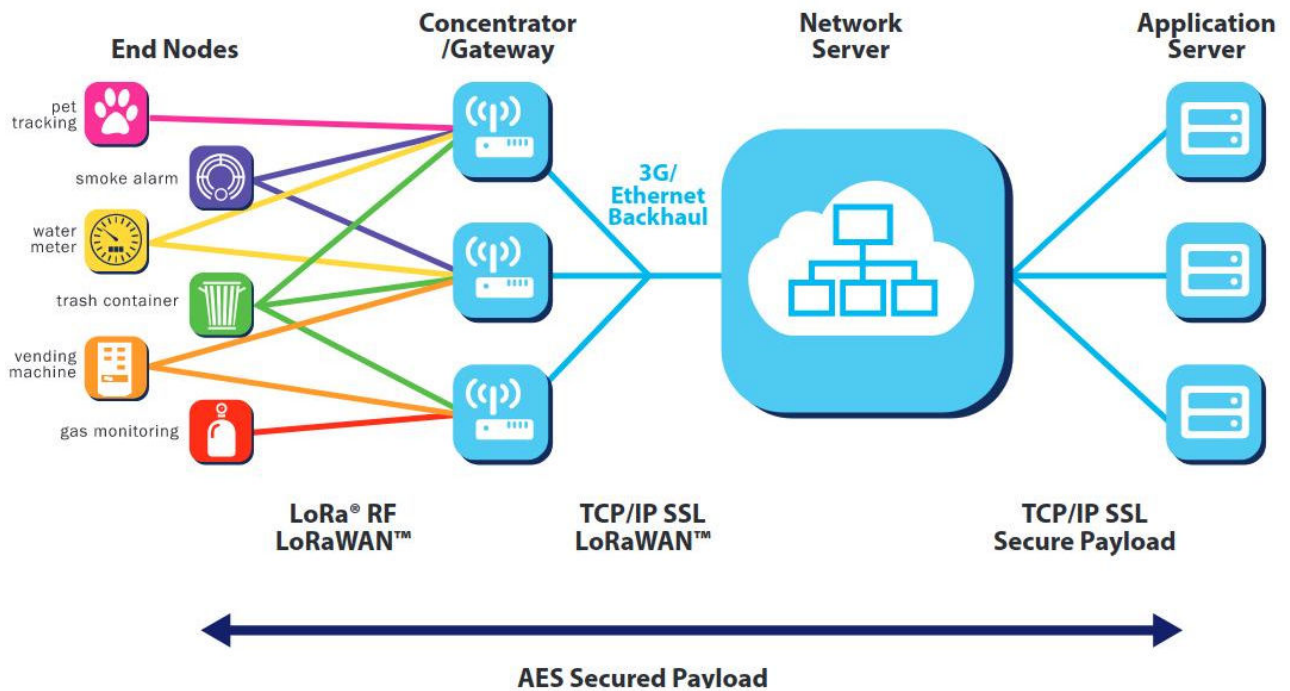 End Nodes
Concentrator
/Gateway
Network
Server
Application
Server
pet
tracking
smoke alarm
water
meter
trash container
vending
machine
gas monitoring
3G/
Ethernet
Backhaul
LoRa® RF
LoRaWAN™
TCP/IP SSL
LoRaWAN™
TCP/IP SSL
Secure Payload
AES Secured Payload